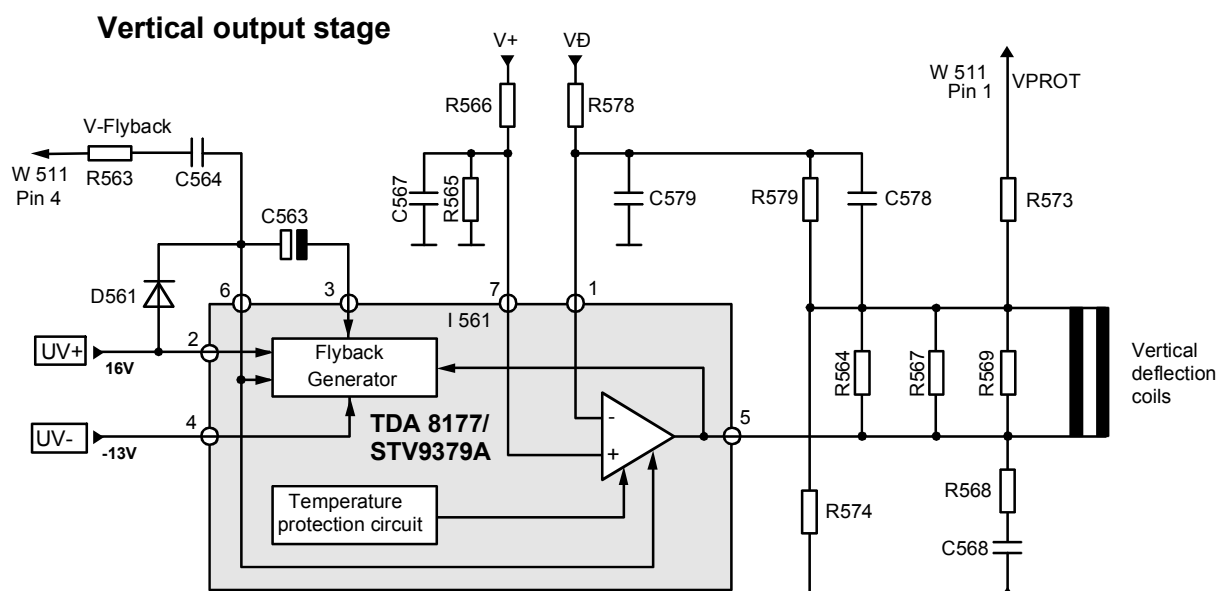 Vertical output stage
V+
VÐ
W 511
Pin 1
VPROT
R566
R578
V-Flyback
W 511
Pin 4
R563
C564
C567
R565
C579
R579
C578
R573
C563
D561
6
3
7
1
I 561
UV+
16V
2
Flyback
Generator
R564
R567
R569
Vertical
deflection
coils
UV-
-13V
4
TDA 8177/
STV9379A
-
+
5
Temperature
protection circuit
R574
R568
C568